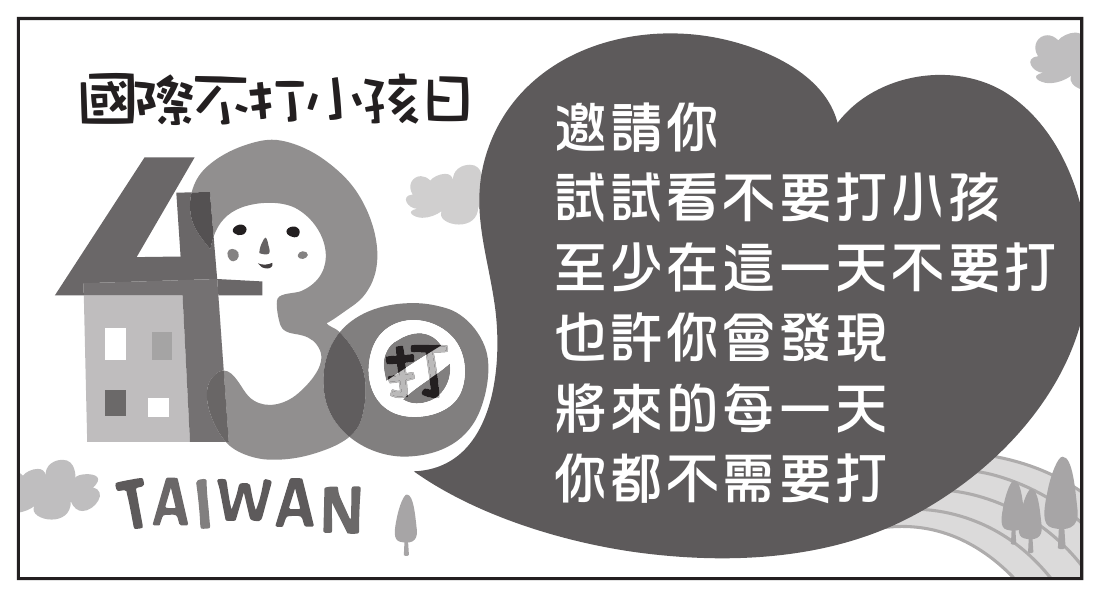 國際不打小孩日
430
打
TAIWAN
邀請你
試試看不要打小孩
至少在這一天不要打
也許你會發現
將來的每一天
你都不需要打